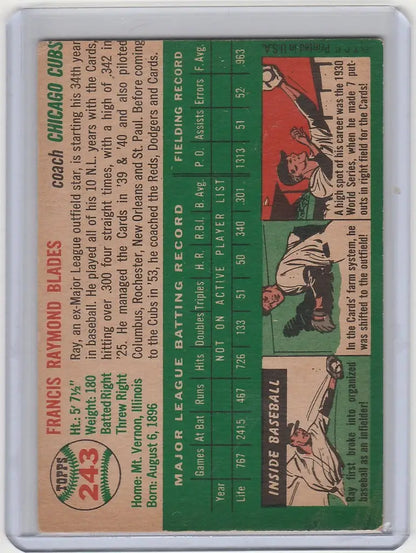 TOPPS
243
FRANCIS RAYMOND BLADES
coach CHICAGO CUBS
Ht.: 5' 7½"
Weight: 180
Batted Right
Threw Right
Home: Mt. Vernon, Illinois
Born: August 6, 1896
Ray, an ex-Major League outfield star, is starting his 34th year
in baseball. He played all of his 10 N.L. years with the Cards,
hitting over 300 four straight times, with a high of .342 in
'25. He managed the Cards in '39 & '40 and also piloted
Columbus, Rochester, New Orleans and St. Paul. Before coming
to the Cubs in '53, he coached the Reds, Dodgers and Cards.
MAJOR LEAGUE BATTING RECORD FIELDING RECORD
Games At Bat Runs Hits Doubles Triples H. R. R.B.I. B. Avg. P. O. Assists Errors F. Avg.
Year NOT ON ACTIVE PLAYER LIST
Life 767 2415 467 726 133 51 50 340 .301 1313 51 52 .963
INSIDE BASEBALL
Ray first broke into organized
baseball as an infielder!
In the Cards' farm system, he
was shifted to the outfield.
A high spot of his career was the 1930
World Series, when he made 7 put-
outs in right field for the Cards!
Printed in U.S.A.